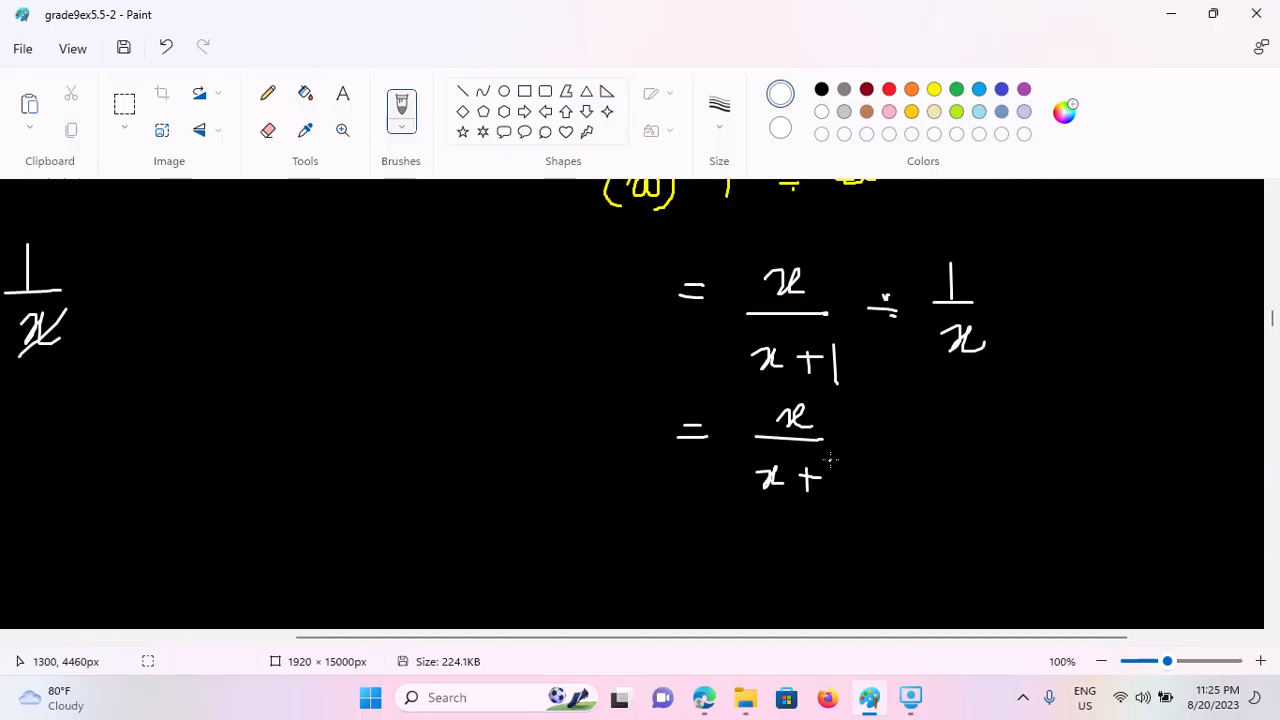 grade9ex5.5-2 - Paint
File View
Clipboard Image Tools Brushes Shapes Size Colors
1
x
= x/(x + 1) ÷ 1/x
= x/(x +
1300, 4460px 1920 × 15000px Size: 224.1KB 100%
80°F
Cloudy
Search
ENG
US
11:25 PM
8/20/2023